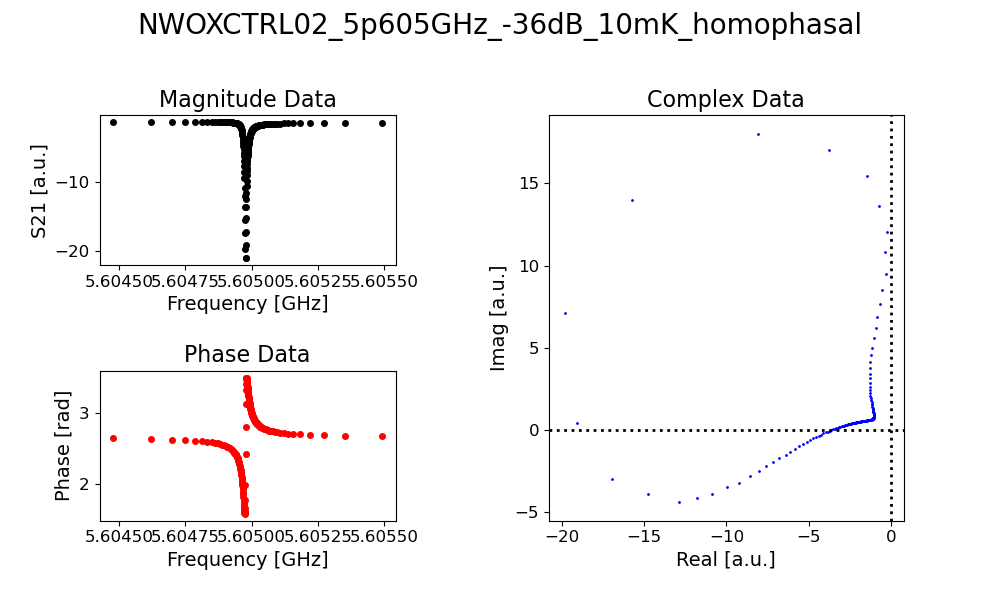 NWOXCTRL02_5p605GHz_-36dB_10mK_homophasal
Magnitude Data
S21 [a.u.]
−10
−20
5.60450 5.60475 5.60500 5.60525 5.60550
Frequency [GHz]
Phase Data
Phase [rad]
3
2
5.60450 5.60475 5.60500 5.60525 5.60550
Frequency [GHz]
Complex Data
Imag [a.u.]
15
10
5
0
−5
−20 −15 −10 −5 0
Real [a.u.]